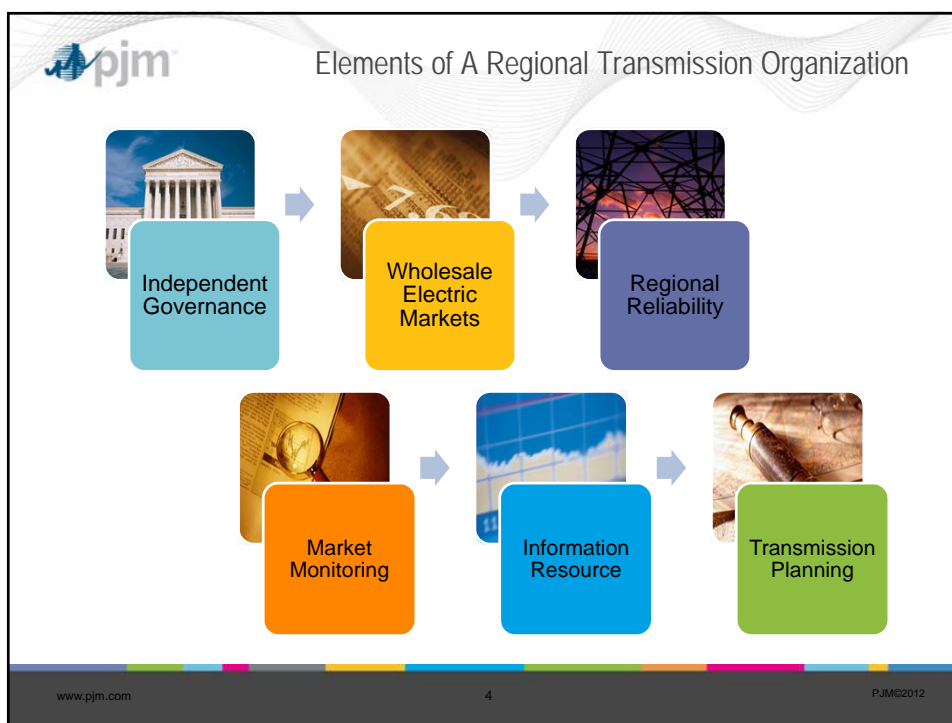 pjm
Elements of A Regional Transmission Organization
Independent
Governance
Wholesale
Electric
Markets
Regional
Reliability
Market
Monitoring
Information
Resource
Transmission
Planning
www.pjm.com
4
PJM©2012